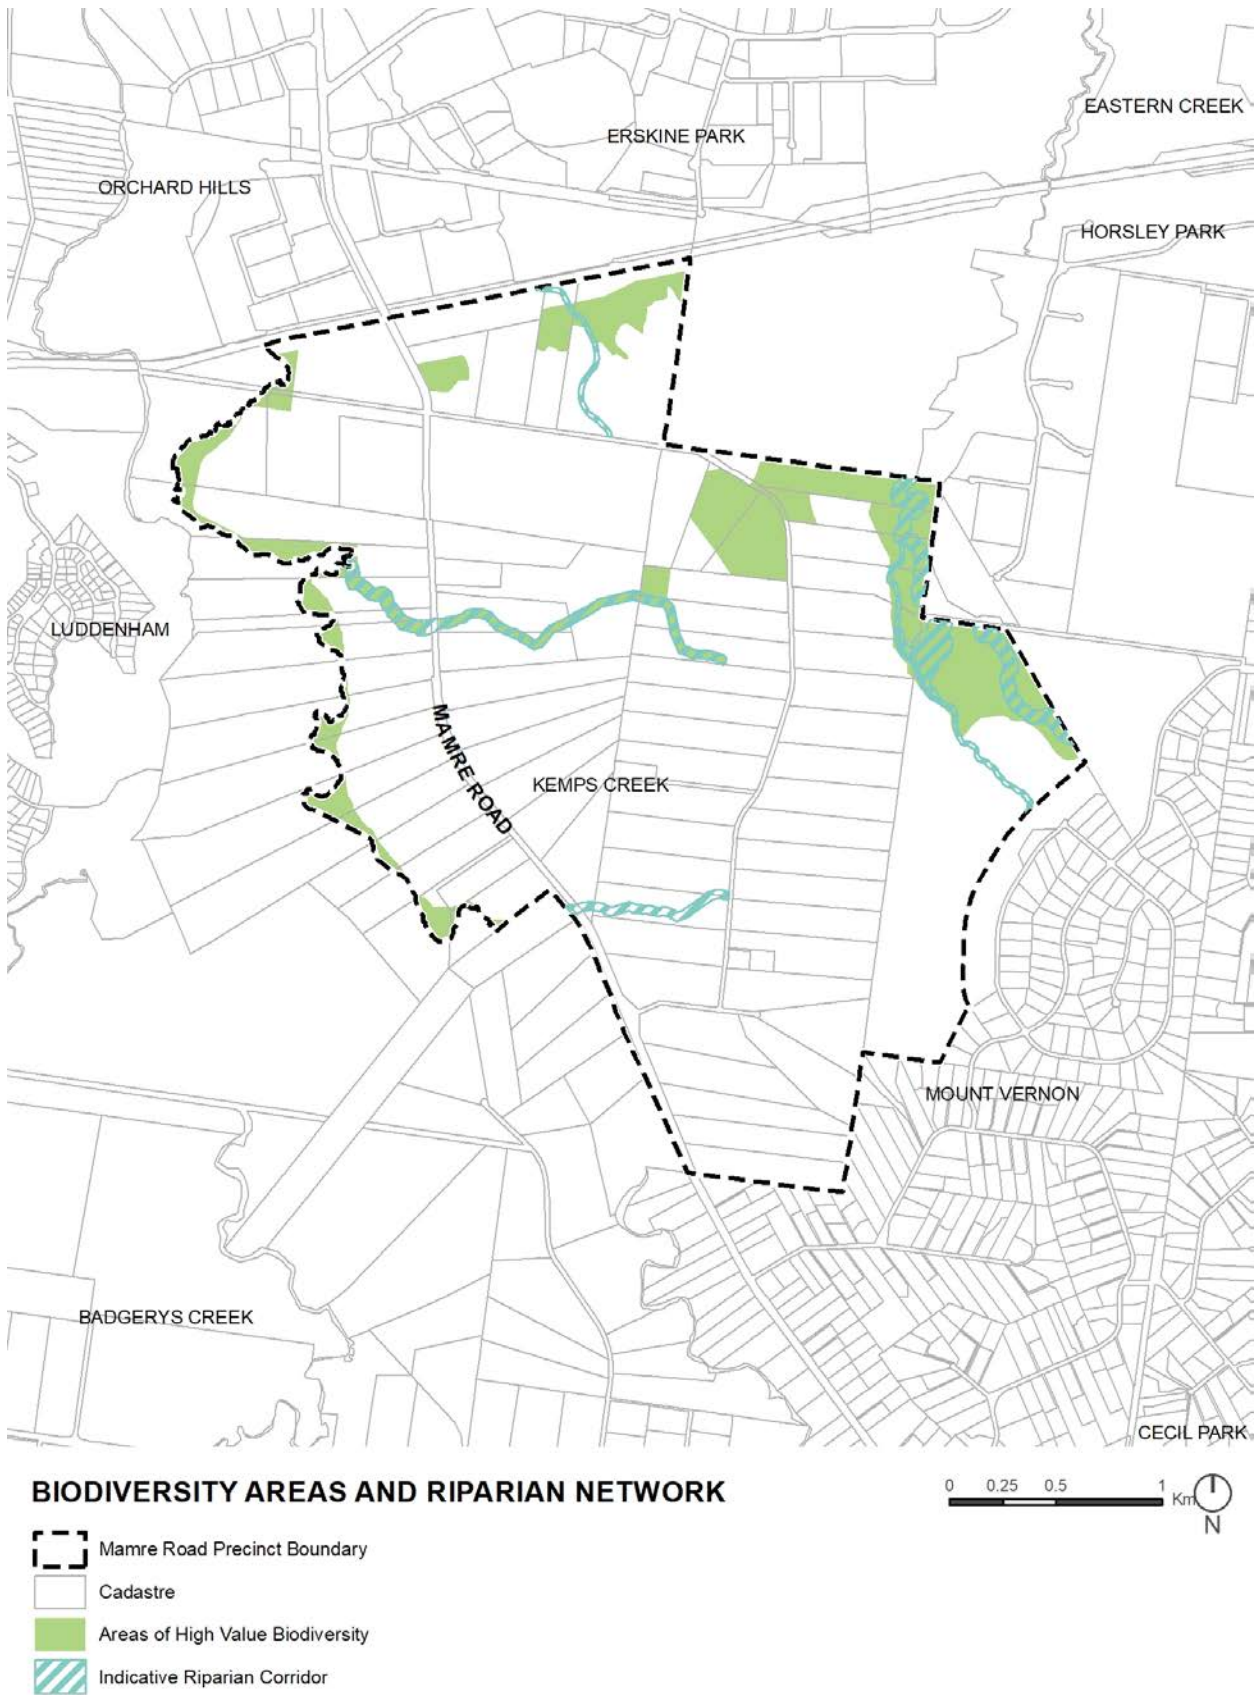 EASTERN CREEK
ERSKINE PARK
ORCHARD HILLS
HORSLEY PARK
LUDDENHAM
MAMRE ROAD
KEMPS CREEK
MOUNT VERNON
BADGERYS CREEK
CECIL PARK
BIODIVERSITY AREAS AND RIPARIAN NETWORK
0 0.25 0.5 1 Km
N
Mamre Road Precinct Boundary
Cadastre
Areas of High Value Biodiversity
Indicative Riparian Corridor